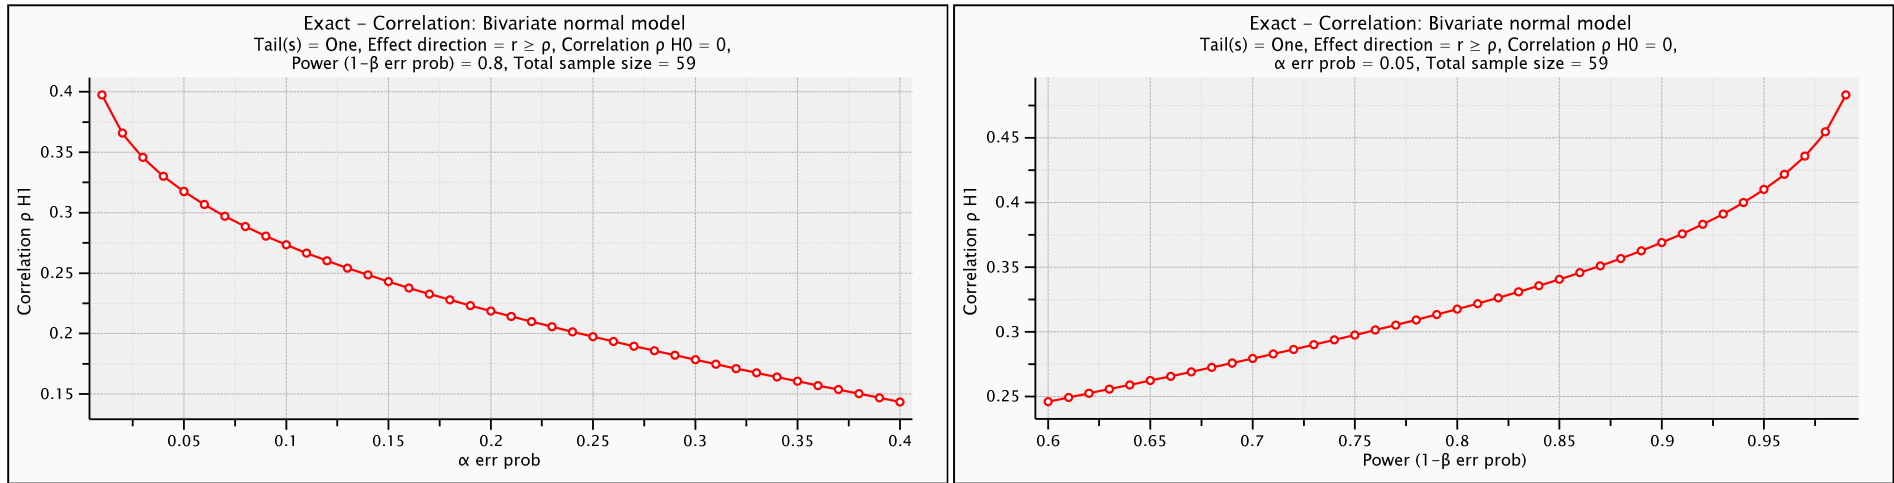 Exact – Correlation: Bivariate normal model
Tail(s) = One, Effect direction = r ≥ ρ, Correlation ρ H0 = 0,
Power (1–β err prob) = 0.8, Total sample size = 59
0.4
0.35
0.3
0.25
0.2
0.15
Correlation ρ H1
0.05
0.1
0.15
0.2
0.25
0.3
0.35
0.4
α err prob
Exact – Correlation: Bivariate normal model
Tail(s) = One, Effect direction = r ≥ ρ, Correlation ρ H0 = 0,
α err prob = 0.05, Total sample size = 59
0.45
0.4
0.35
0.3
0.25
Correlation ρ H1
0.6
0.65
0.7
0.75
0.8
0.85
0.9
0.95
Power (1–β err prob)